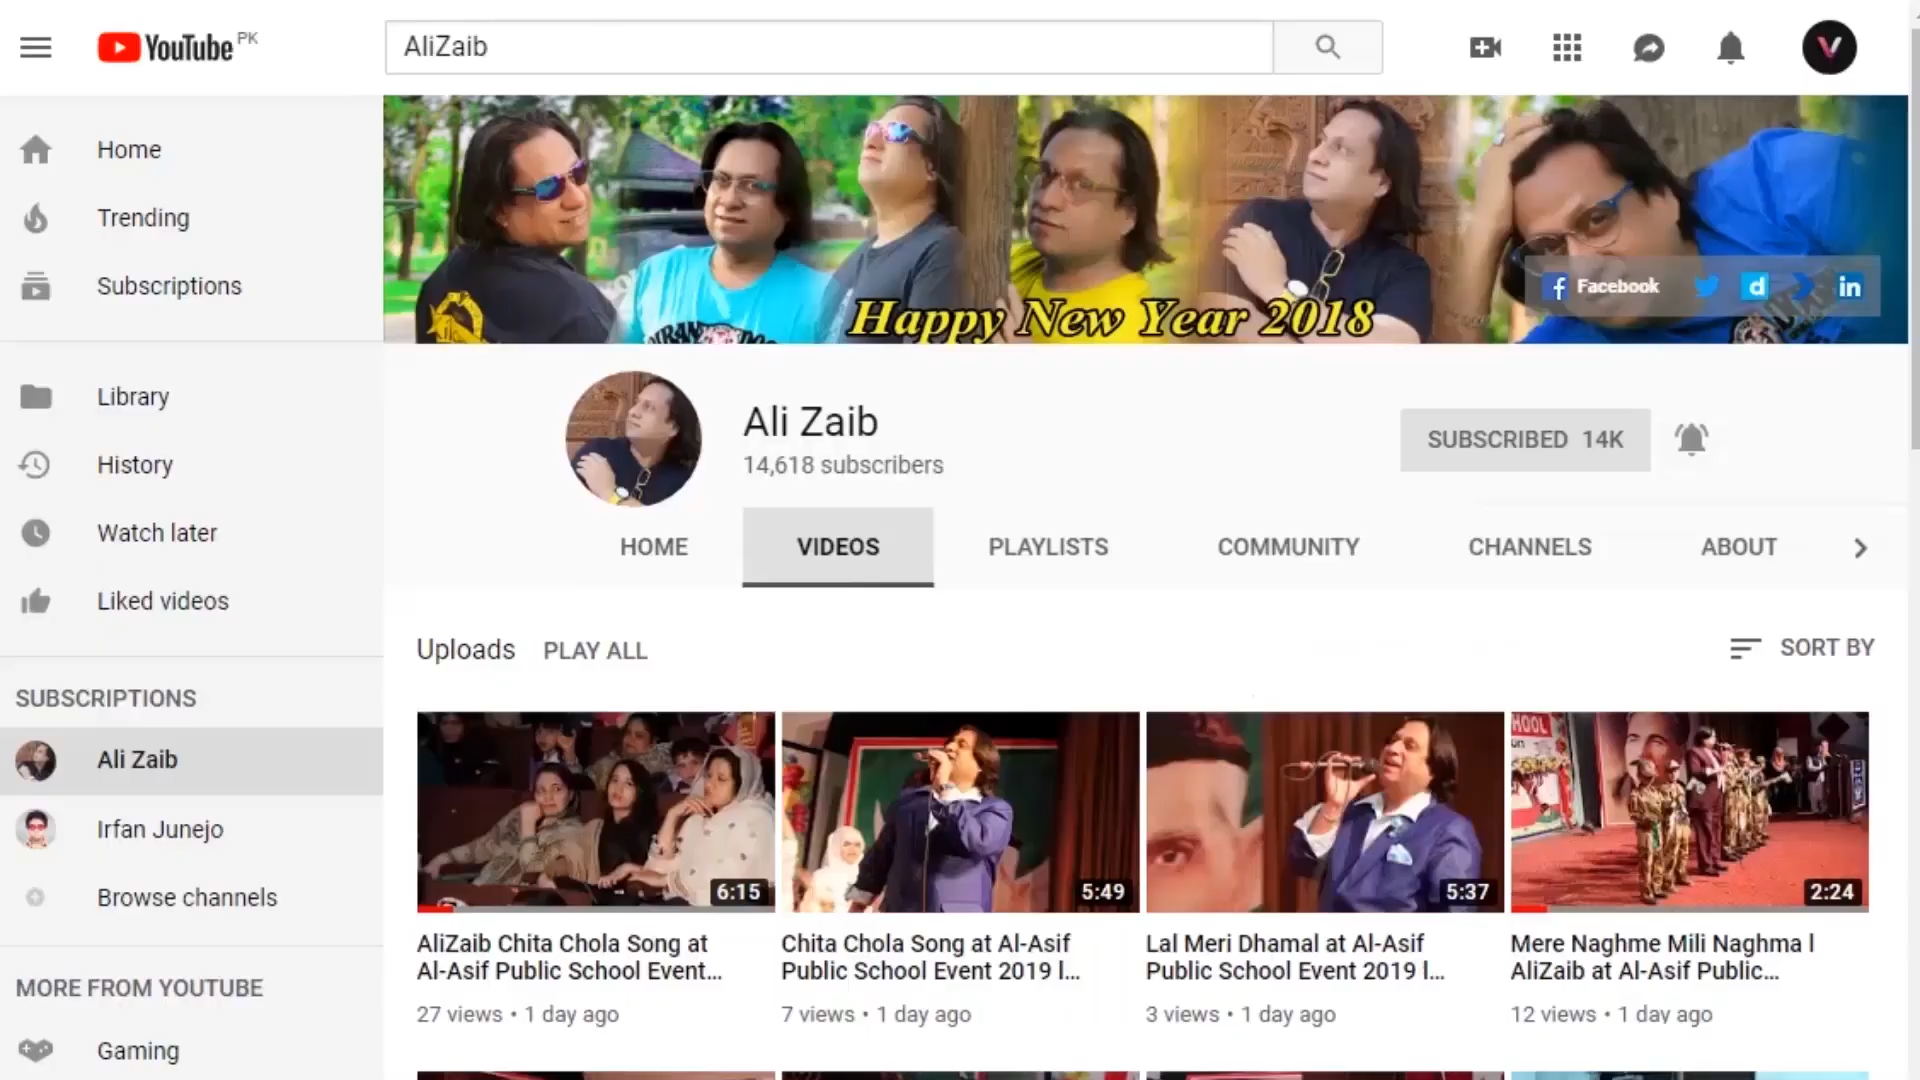 YouTube PK
AliZaib
Home
Trending
Subscriptions
Library
History
Watch later
Liked videos
SUBSCRIPTIONS
Ali Zaib
Irfan Junejo
Browse channels
MORE FROM YOUTUBE
Gaming
Happy New Year 2018
Facebook
Ali Zaib
14,618 subscribers
SUBSCRIBED 14K
HOME VIDEOS PLAYLISTS COMMUNITY CHANNELS ABOUT
Uploads PLAY ALL
SORT BY
6:15
AliZaib Chita Chola Song at
Al-Asif Public School Event...
27 views • 1 day ago
5:49
Chita Chola Song at Al-Asif
Public School Event 2019 l...
7 views • 1 day ago
5:37
Lal Meri Dhamal at Al-Asif
Public School Event 2019 l...
3 views • 1 day ago
2:24
Mere Naghme Mili Naghma l
AliZaib at Al-Asif Public...
12 views • 1 day ago